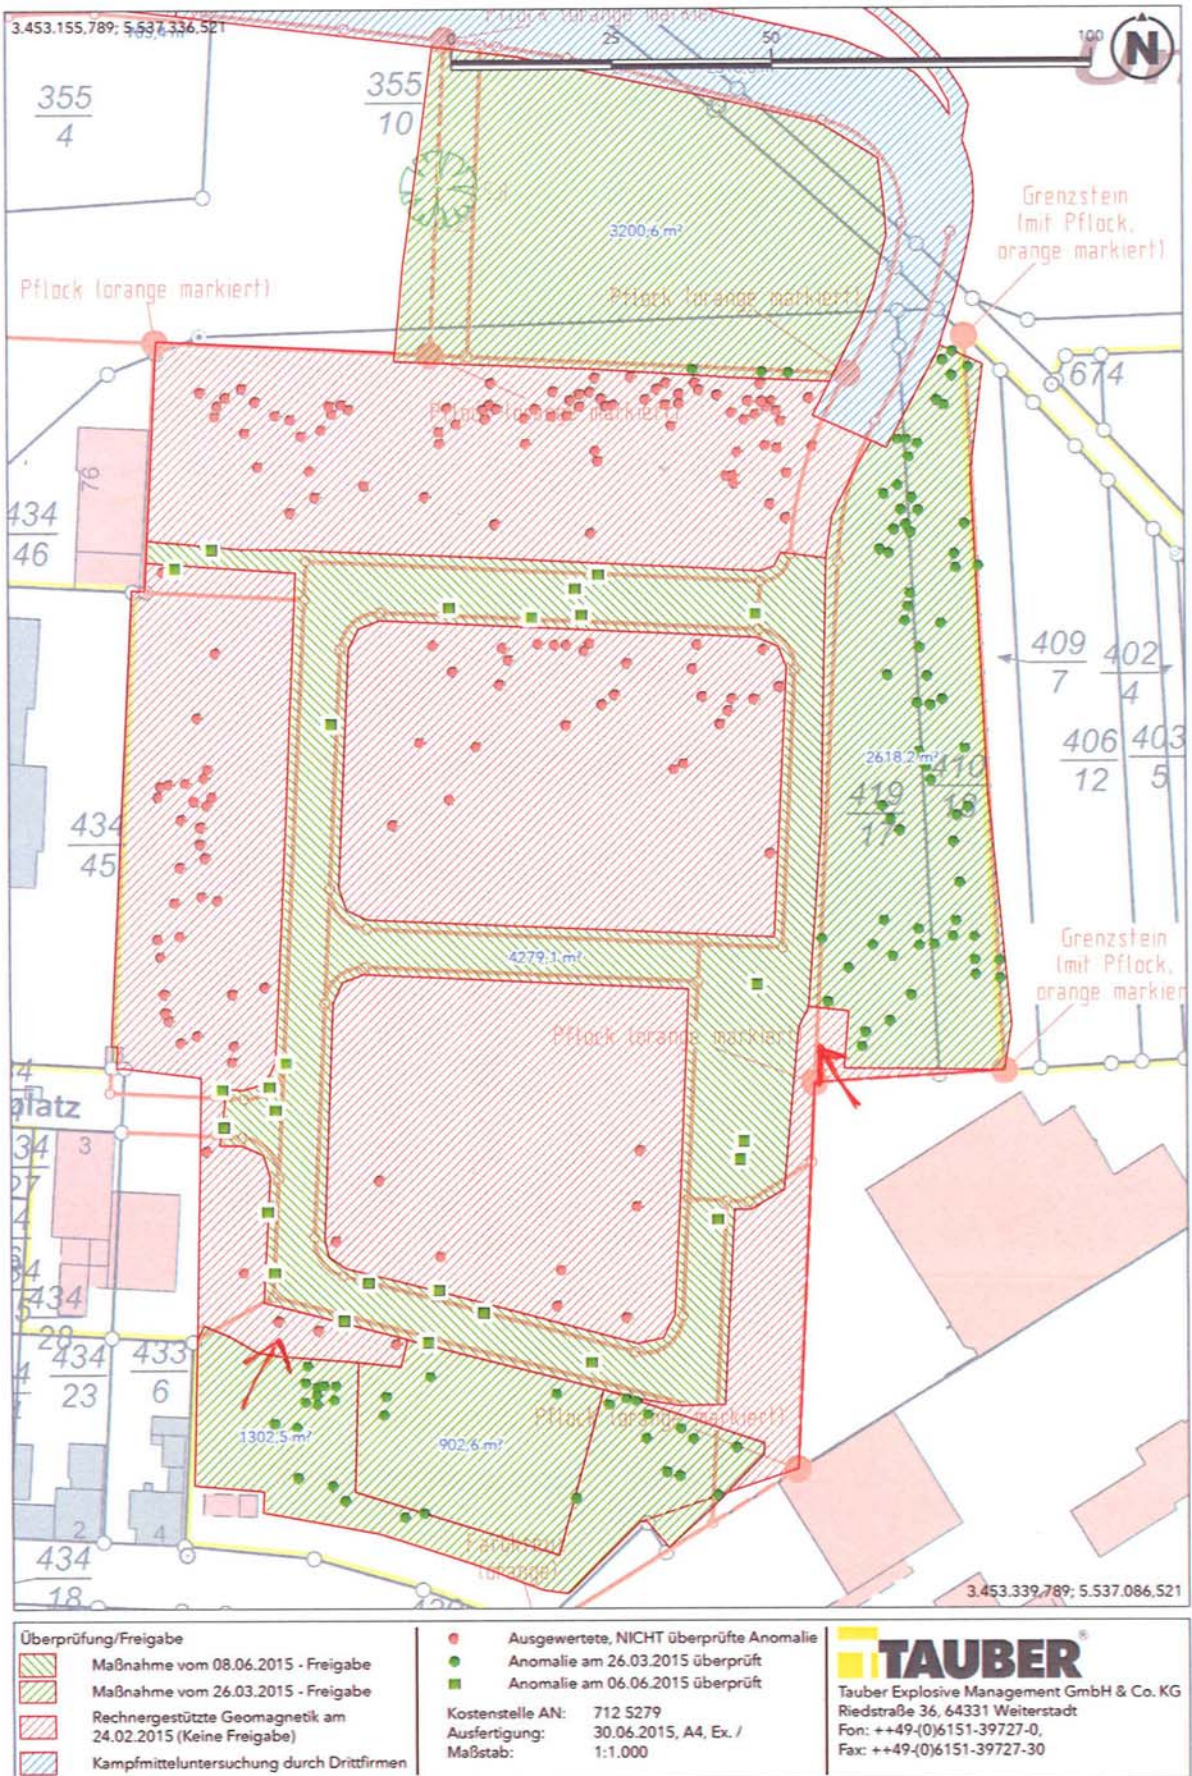 3.453.155,789; 5.537.336,521
0
25
50
100
N
355
4
355
10
3200,6 m²
Grenzstein
(mit Pflock,
orange markiert)
Pflock (orange markiert)
Pflock (orange markiert)
674
Pflock (orange markiert)
76
434
46
409
7
402
4
406
12
403
5
2618,2 m²
410
419
17
434
45
4279,1 m²
Grenzstein
(mit Pflock,
orange markier
Pflock (orange markier
platz
3
434
28
434
23
433
6
Pflock (orange markiert)
1302,5 m²
902,6 m²
2
4
(orange)
434
18
3.453.339,789; 5.537.086,521
Überprüfung/Freigabe
Maßnahme vom 08.06.2015 - Freigabe
Maßnahme vom 26.03.2015 - Freigabe
Rechnergestützte Geomagnetik am
24.02.2015 (Keine Freigabe)
Kampfmitteluntersuchung durch Drittfirmen
Ausgewertete, NICHT überprüfte Anomalie
Anomalie am 26.03.2015 überprüft
Anomalie am 06.06.2015 überprüft
Kostenstelle AN: 712 5279
Ausfertigung: 30.06.2015, A4, Ex. /
Maßstab: 1:1.000
TAUBER®
Tauber Explosive Management GmbH & Co. KG
Riedstraße 36, 64331 Weiterstadt
Fon: ++49-(0)6151-39727-0,
Fax: ++49-(0)6151-39727-30